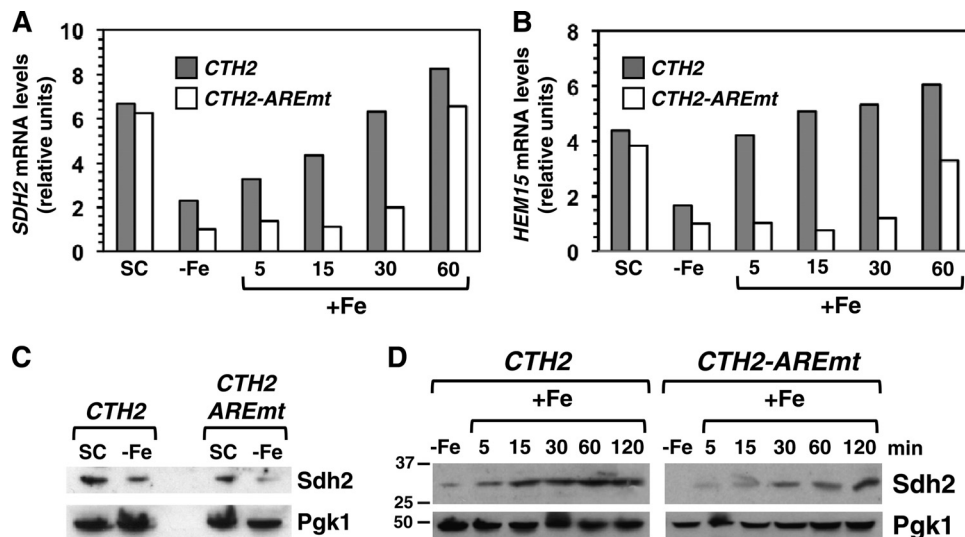 A
SDH2 mRNA levels
(relative units)
10
8
6
4
2
0
CTH2
CTH2-AREmt
SC -Fe 5 15 30 60
+Fe
B
HEM15 mRNA levels
(relative units)
8
6
4
2
0
CTH2
CTH2-AREmt
SC -Fe 5 15 30 60
+Fe
C
CTH2
CTH2
AREmt
SC -Fe SC -Fe
Sdh2
Pgk1
D
CTH2 CTH2-AREmt
+Fe +Fe
-Fe 5 15 30 60 120 -Fe 5 15 30 60 120 min
37
25
50
Sdh2
Pgk1